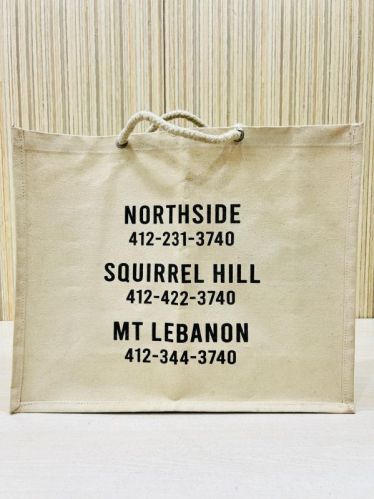 NORTHSIDE
412-231-3740
SQUIRREL HILL
412-422-3740
MT LEBANON
412-344-3740